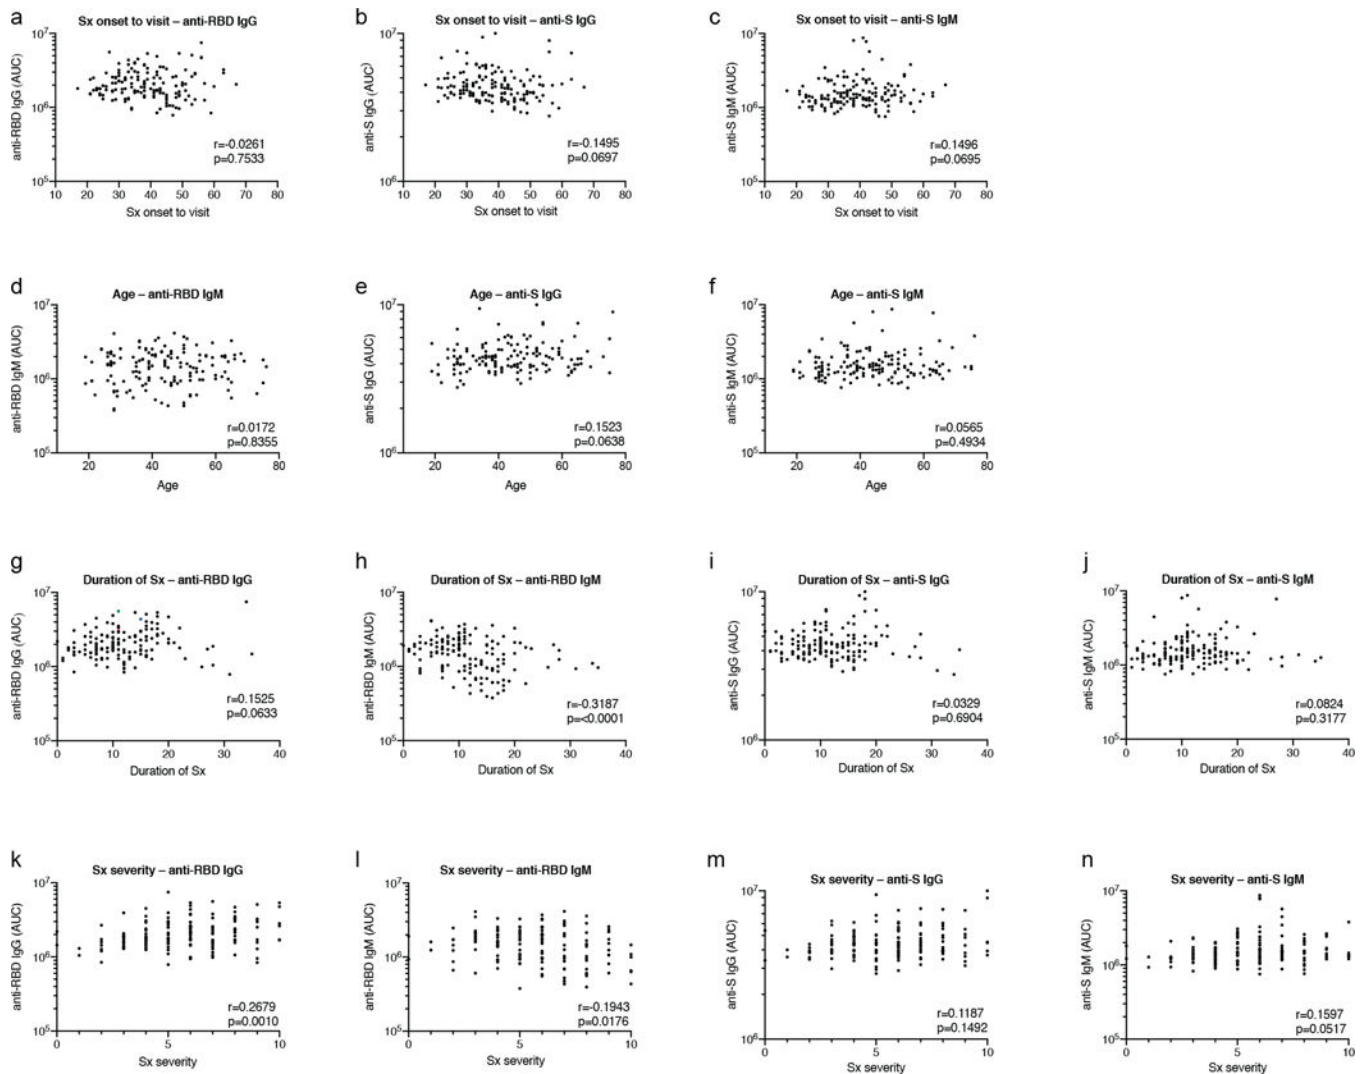 a
Sx onset to visit – anti-RBD IgG
10⁷
10⁶
10⁵
anti-RBD IgG (AUC)
r=-0.0261
p=0.7533
10 20 30 40 50 60 70 80
Sx onset to visit
b
Sx onset to visit – anti-S IgG
10⁷
10⁶
anti-S IgG (AUC)
r=-0.1495
p=0.0697
10 20 30 40 50 60 70 80
Sx onset to visit
c
Sx onset to visit – anti-S IgM
10⁷
10⁶
10⁵
anti-S IgM (AUC)
r=0.1496
p=0.0695
10 20 30 40 50 60 70 80
Sx onset to visit
d
Age – anti-RBD IgM
10⁷
10⁶
10⁵
anti-RBD IgM (AUC)
r=0.0172
p=0.8355
20 40 60 80
Age
e
Age – anti-S IgG
10⁷
10⁶
anti-S IgG (AUC)
r=0.1523
p=0.0638
20 40 60 80
Age
f
Age – anti-S IgM
10⁷
10⁶
10⁵
anti-S IgM (AUC)
r=0.0565
p=0.4934
20 40 60 80
Age
g
Duration of Sx – anti-RBD IgG
10⁷
10⁶
10⁵
anti-RBD IgG (AUC)
r=0.1525
p=0.0633
0 10 20 30 40
Duration of Sx
h
Duration of Sx – anti-RBD IgM
10⁷
10⁶
10⁵
anti-RBD IgM (AUC)
r=-0.3187
p=<0.0001
0 10 20 30 40
Duration of Sx
i
Duration of Sx – anti-S IgG
10⁷
10⁶
anti-S IgG (AUC)
r=0.0329
p=0.6904
0 10 20 30 40
Duration of Sx
j
Duration of Sx – anti-S IgM
10⁷
10⁶
10⁵
anti-S IgM (AUC)
r=0.0824
p=0.3177
0 10 20 30 40
Duration of Sx
k
Sx severity – anti-RBD IgG
10⁷
10⁶
10⁵
anti-RBD IgG (AUC)
r=0.2679
p=0.0010
0 5 10
Sx severity
l
Sx severity – anti-RBD IgM
10⁷
10⁶
10⁵
anti-RBD IgM (AUC)
r=-0.1943
p=0.0176
0 5 10
Sx severity
m
Sx severity – anti-S IgG
10⁷
10⁶
anti-S IgG (AUC)
r=0.1187
p=0.1492
0 5 10
Sx severity
n
Sx severity – anti-S IgM
10⁷
10⁶
10⁵
anti-S IgM (AUC)
r=0.1597
p=0.0517
0 5 10
Sx severity